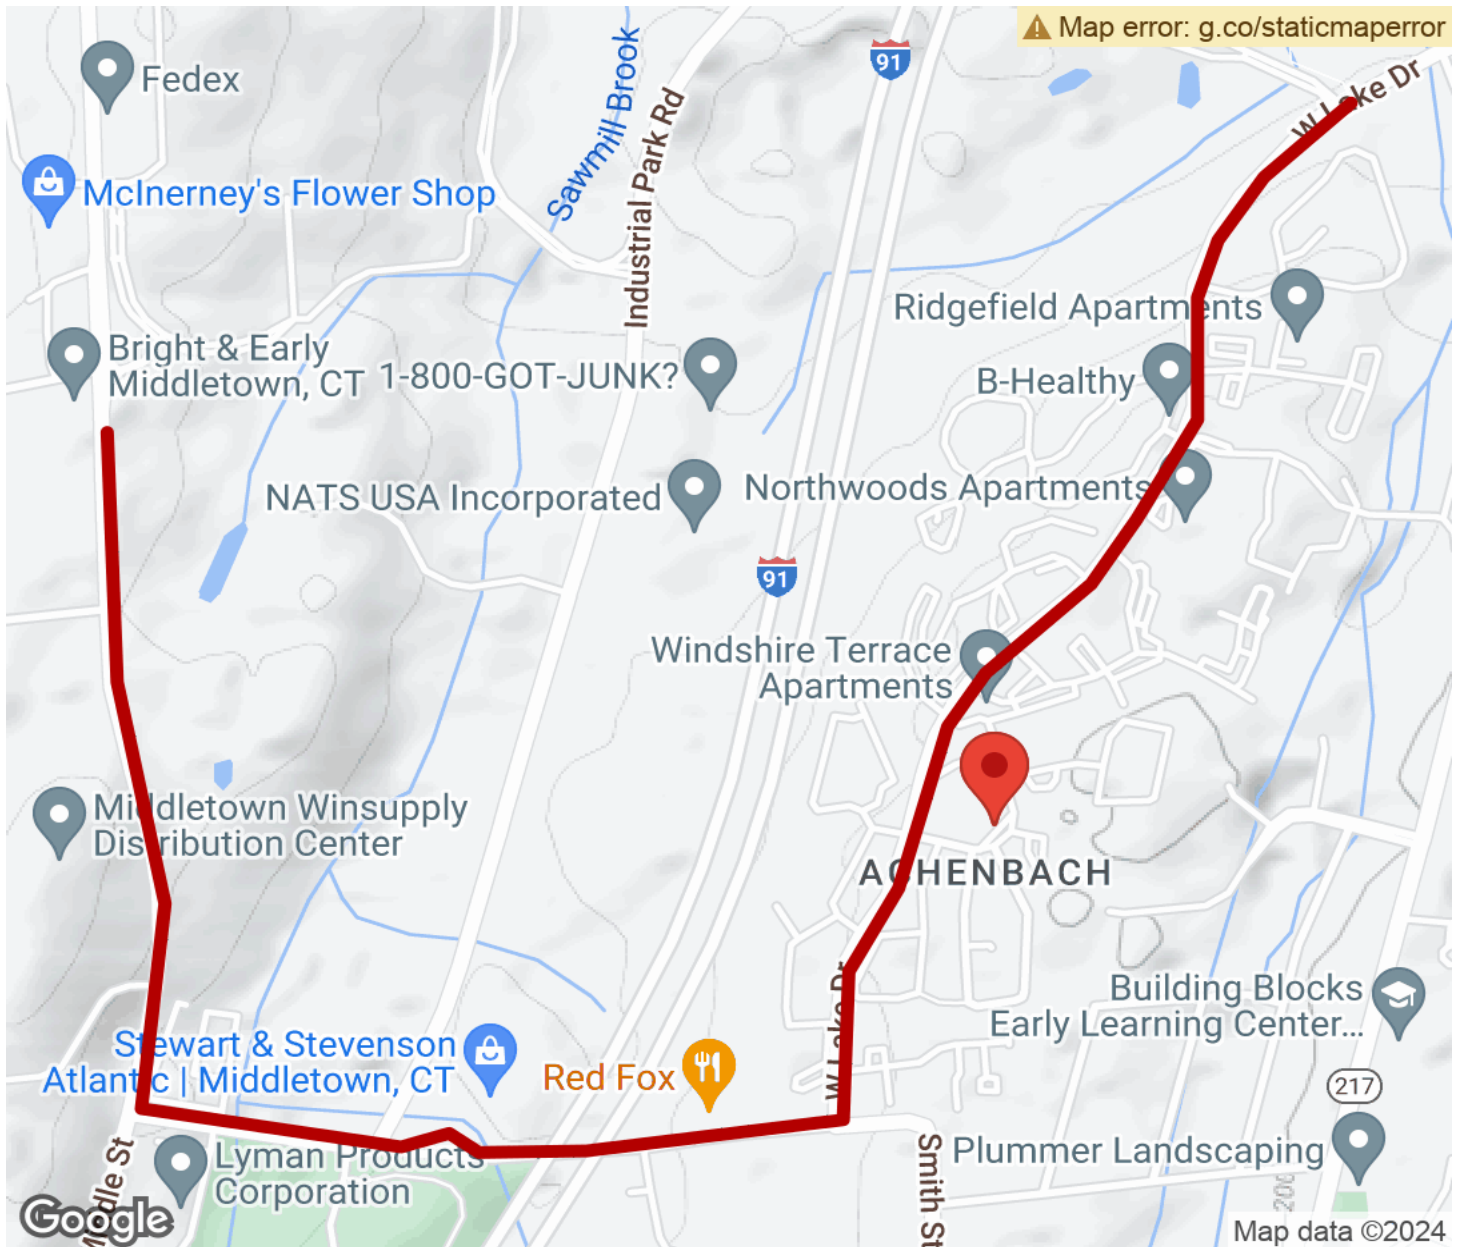 Map error: g.co/staticmaperror
91
W Lake Dr
Fedex
Sawmill Brook
Industrial Park Rd
McInerney's Flower Shop
Ridgefield Apartments
Bright & Early
Middletown, CT
1-800-GOT-JUNK?
B-Healthy
NATS USA Incorporated
Northwoods Apartments
91
Windshire Terrace
Apartments
Middletown Winsupply
Distribution Center
ACHENBACH
W Lake Dr
Building Blocks
Early Learning Center...
Stewart & Stevenson
Atlantic | Middletown, CT
Red Fox
217
Lyman Products
Corporation
Middle St
Smith St
Plummer Landscaping
Google
Map data ©2024